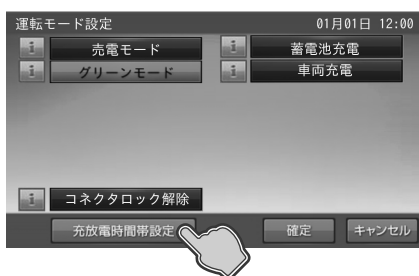 運転モード設定 01月01日 12:00
i 売電モード i 蓄電池充電
i グリーンモード i 車両充電
i コネクタロック解除
充放電時間帯設定 確定 キャンセル